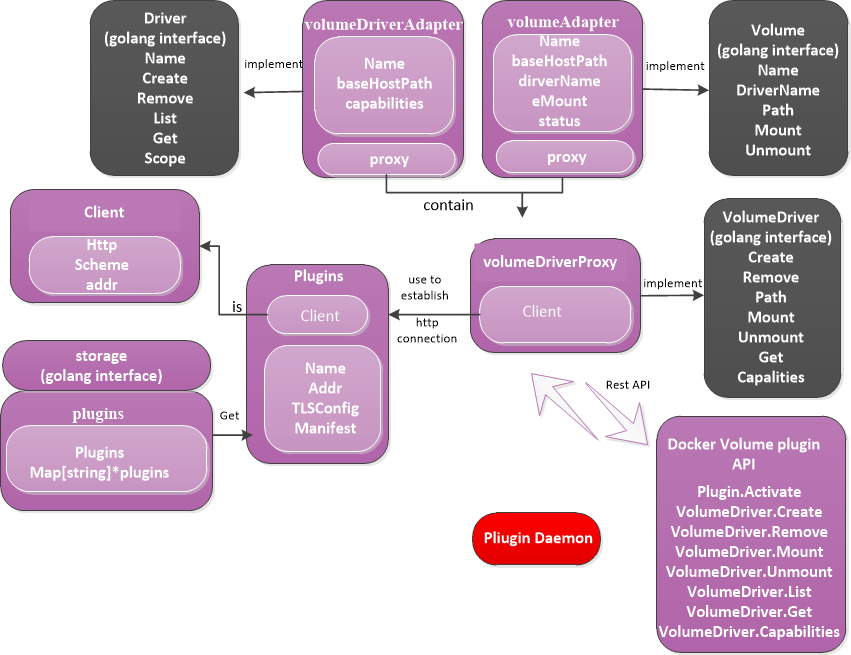 Driver
(golang interface)
Name
Create
Remove
List
Get
Scope
implement
volumeDriverAdapter
Name
baseHostPath
capabilities
proxy
volumeAdapter
Name
baseHostPath
dirverName
eMount
status
proxy
implement
Volume
(golang interface)
Name
DriverName
Path
Mount
Unmount
contain
Client
Http
Scheme
addr
is
Plugins
Client
Name
Addr
TLSConfig
Manifest
use to
establish
http
connection
volumeDriverProxy
Client
implement
VolumeDriver
(golang interface)
Create
Remove
Path
Mount
Unmount
Get
Capalities
storage
(golang interface)
plugins
Plugins
Map[string]*plugins
Get
Rest API
Docker Volume plugin
API
Plugin.Activate
VolumeDriver.Create
VolumeDriver.Remove
VolumeDriver.Mount
VolumeDriver.Unmount
VolumeDriver.List
VolumeDriver.Get
VolumeDriver.Capabilities
Pliugin Daemon